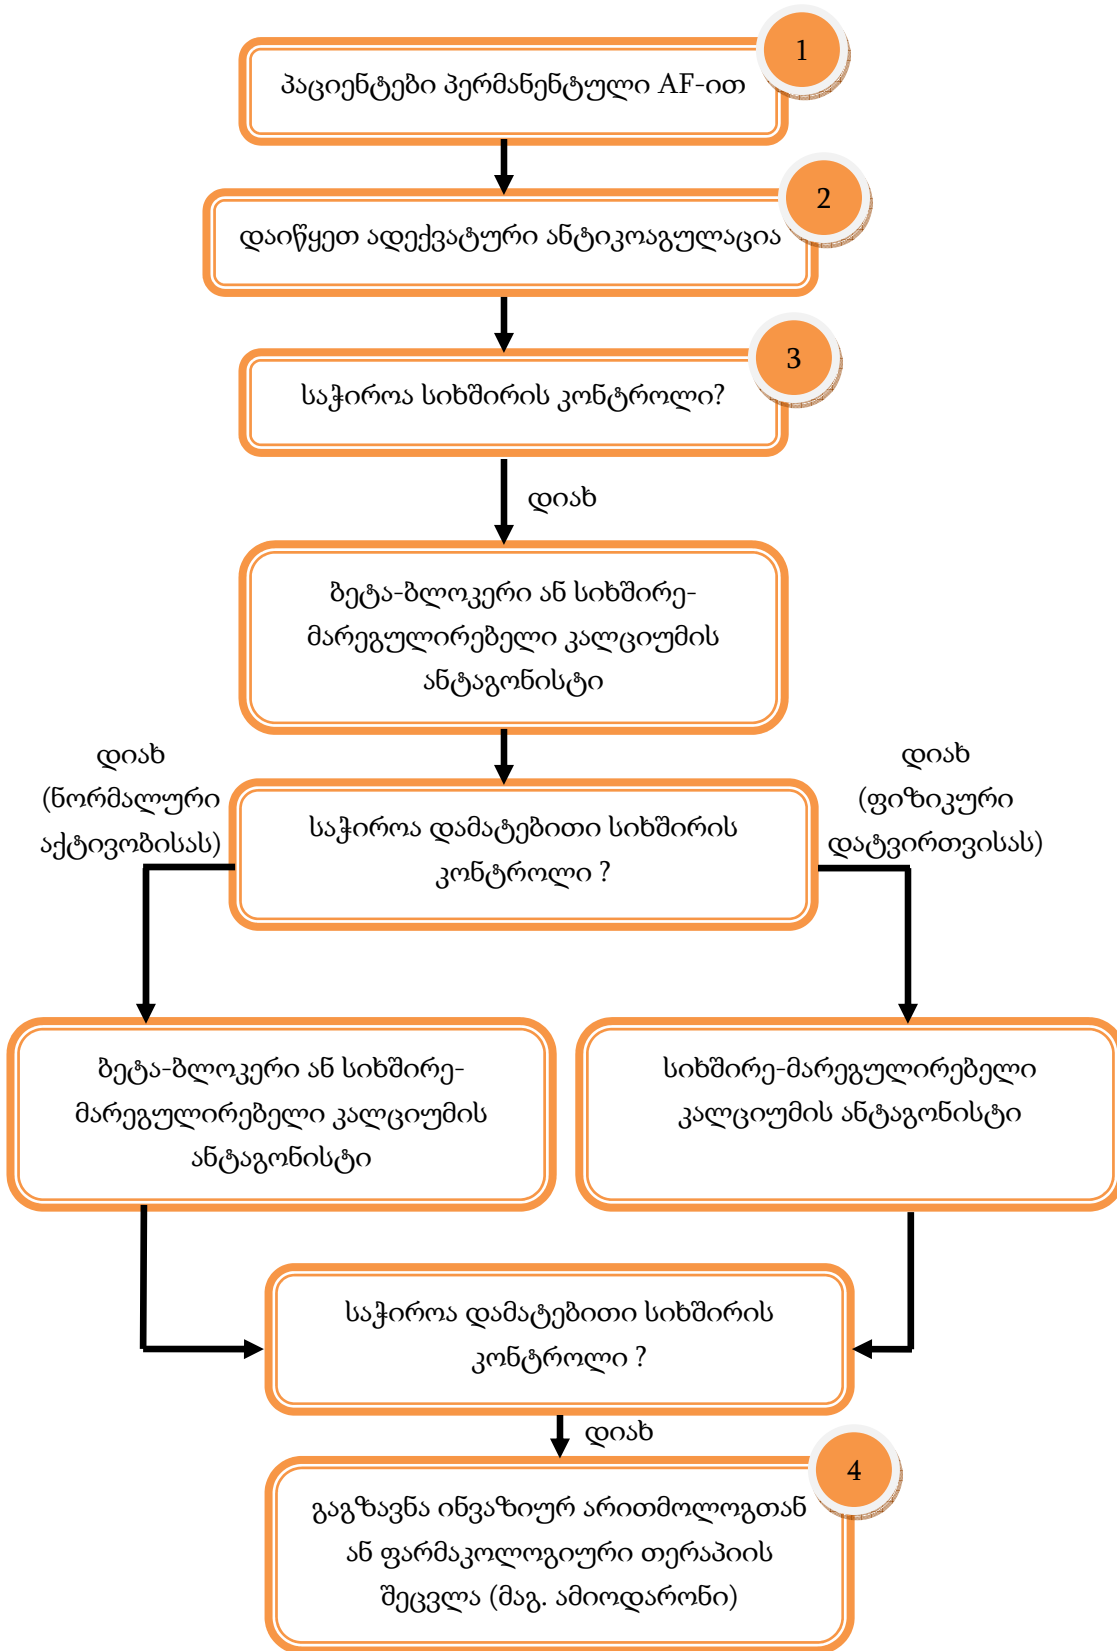 1
პაციენტები პერმანენტული AF-ით
2
დაიწყეთ ადექვატური ანტიკოაგულაცია
3
საჭიროა სიხშირის კონტროლი?
დიახ
ბეტა-ბლოკერი ან სიხშირე-
მარეგულირებელი კალციუმის
ანტაგონისტი
დიახ
(ნორმალური
აქტივობისას)
საჭიროა დამატებითი სიხშირის
კონტროლი ?
დიახ
(ფიზიკური
დატვირთვისას)
ბეტა-ბლოკერი ან სიხშირე-
მარეგულირებელი კალციუმის
ანტაგონისტი
სიხშირე-მარეგულირებელი
კალციუმის ანტაგონისტი
საჭიროა დამატებითი სიხშირის
კონტროლი ?
დიახ
4
გაგზავნა ინვაზიურ არითმოლოგთან
ან ფარმაკოლოგიური თერაპიის
შეცვლა (მაგ. ამიოდარონი)